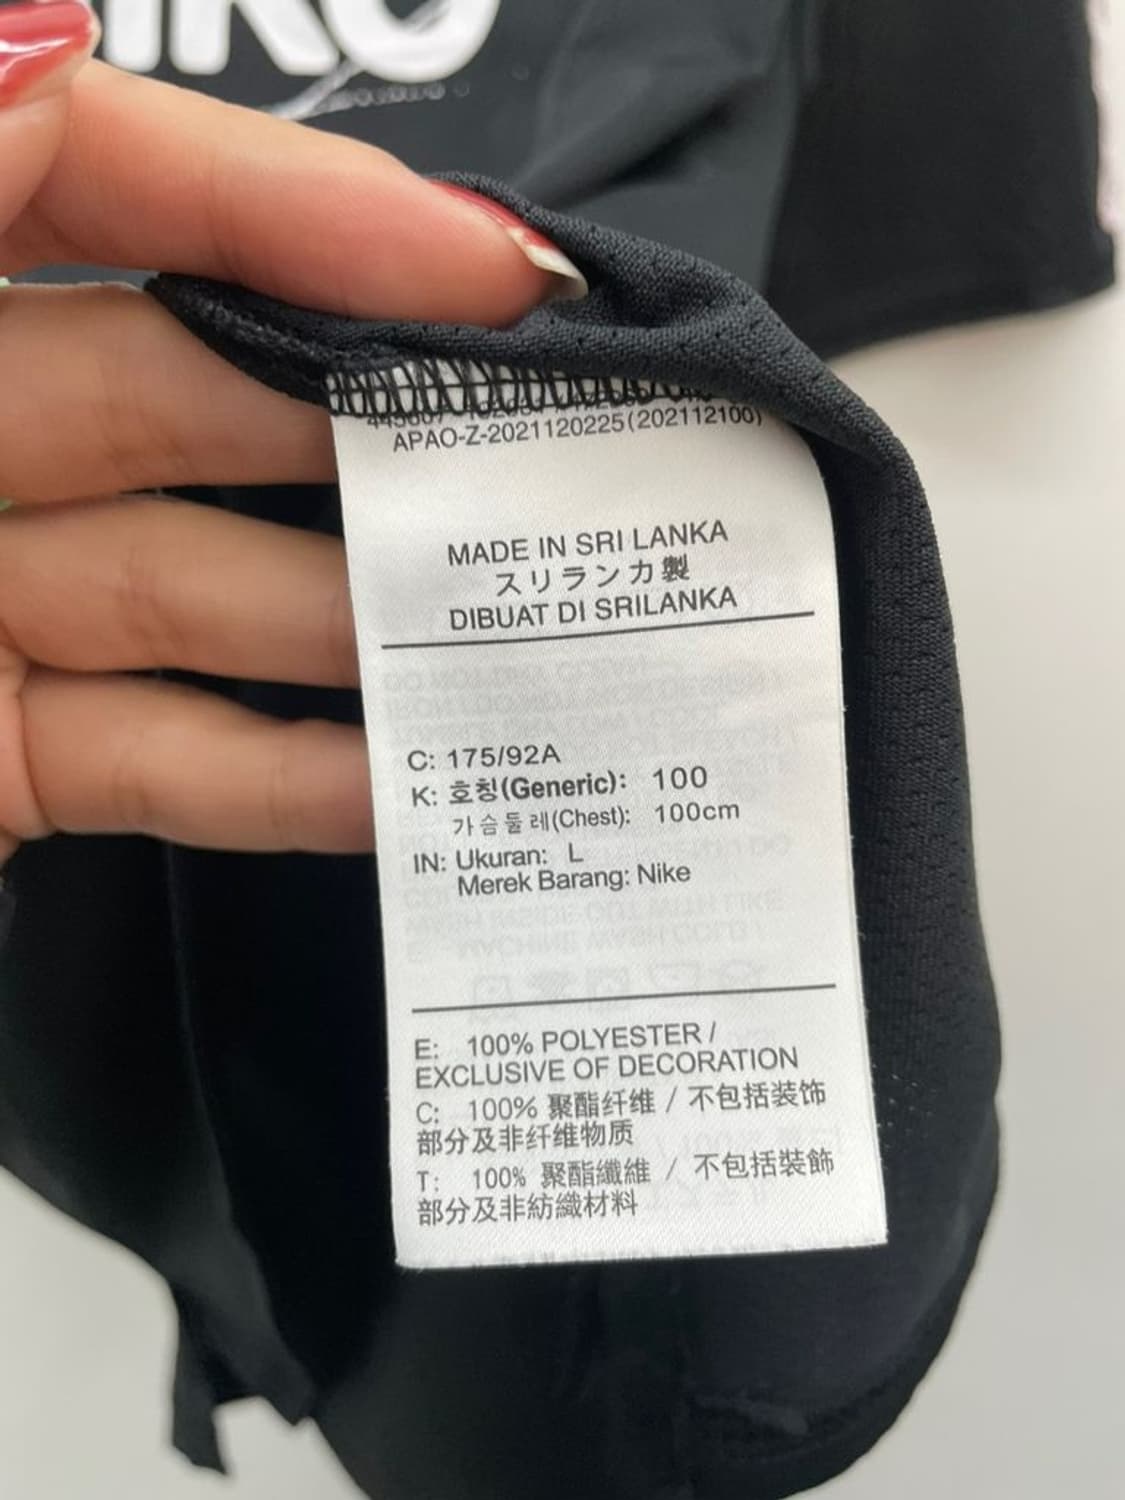 APAO-Z-2021120225(202112100)
MADE IN SRI LANKA
スリランカ製
DIBUAT DI SRILANKA
C: 175/92A
K: 호칭(Generic): 100
가슴둘레(Chest): 100cm
IN: Ukuran: L
Merek Barang: Nike
E: 100% POLYESTER /
EXCLUSIVE OF DECORATION
C: 100% 聚酯纤维 / 不包括装饰
部分及非纤维物质
T: 100% 聚酯纖維 / 不包括裝飾
部分及非紡織材料